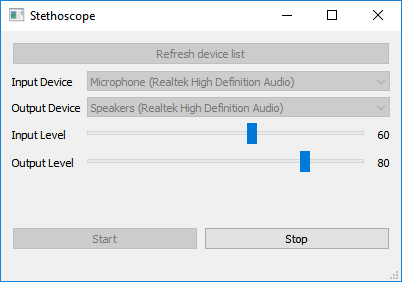 Stethoscope
Refresh device list
Input Device Microphone (Realtek High Definition Audio)
Output Device Speakers (Realtek High Definition Audio)
Input Level 60
Output Level 80
Start Stop